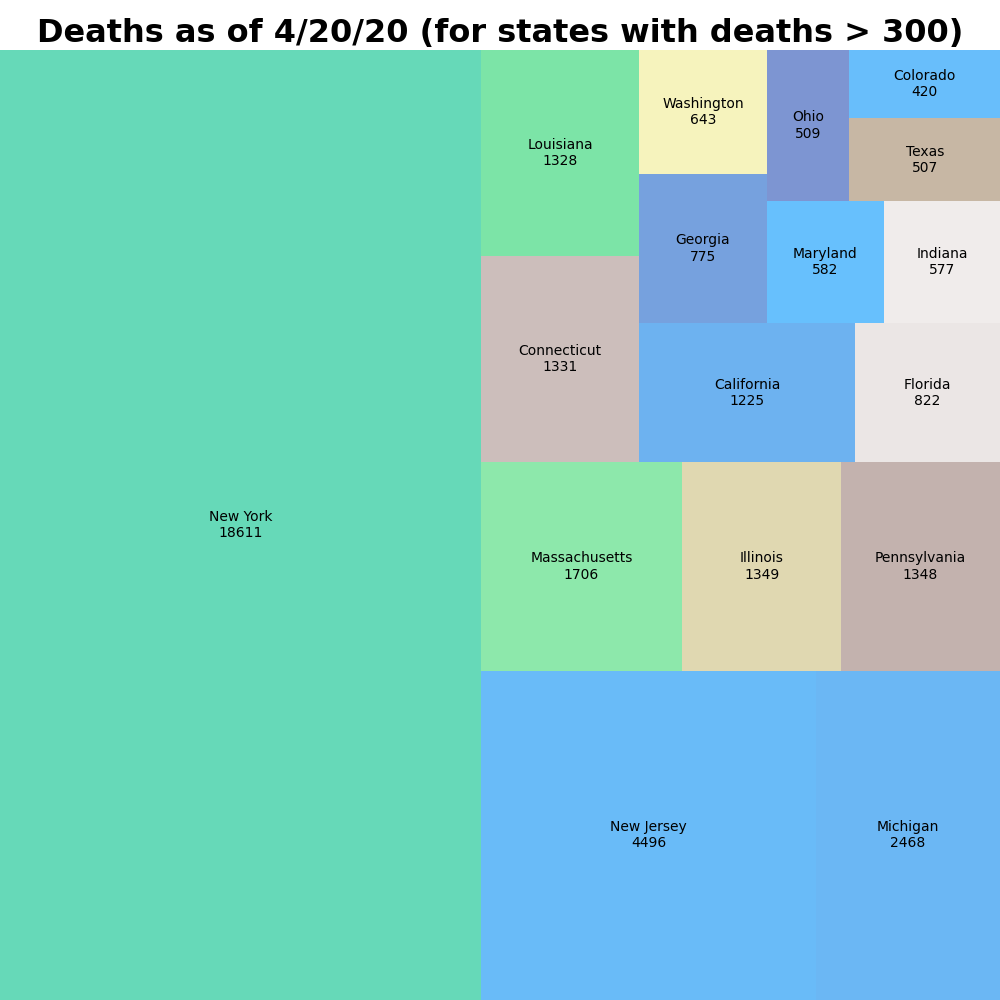 Deaths as of 4/20/20 (for states with deaths > 300)
New York
18611
Louisiana
1328
Washington
643
Ohio
509
Colorado
420
Texas
507
Georgia
775
Maryland
582
Indiana
577
Connecticut
1331
California
1225
Florida
822
Massachusetts
1706
Illinois
1349
Pennsylvania
1348
New Jersey
4496
Michigan
2468